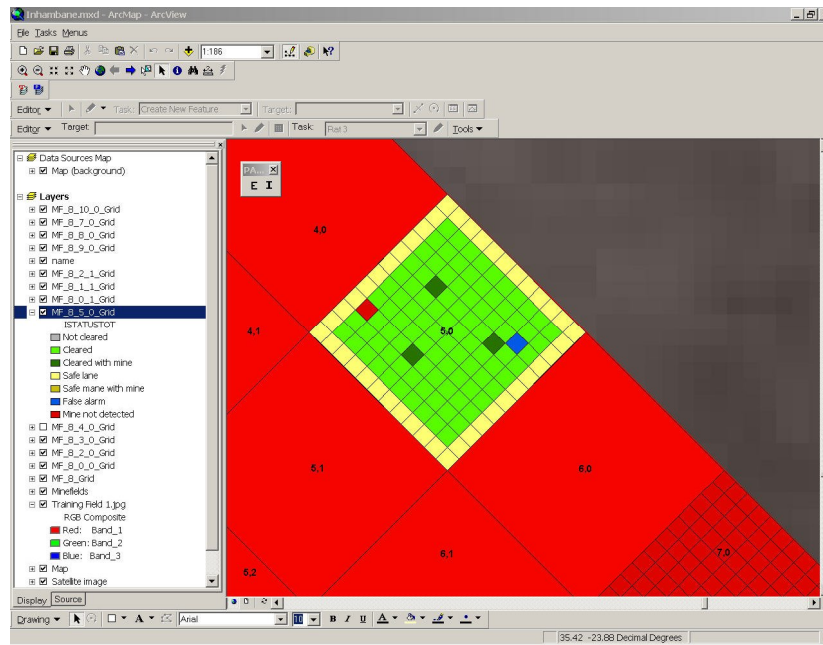 Inhambane.mxd - ArcMap - ArcView
File Tasks Menus
1:186
Editor Task: Create New Feature Target:
Editor Target: Task: Ret 3 Tools
Data Sources Map
Map (background)
Layers
MF_8_10_0_Grid
MF_8_7_0_Grid
MF_8_8_0_Grid
MF_8_9_0_Grid
name
MF_8_2_1_Grid
MF_8_1_1_Grid
MF_8_0_1_Grid
MF_8_5_0_Grid
ISTATUSTOT
Not cleared
Cleared
Cleared with mine
Safe lane
Safe mane with mine
False alarm
Mine not detected
MF_8_4_0_Grid
MF_8_3_0_Grid
MF_8_2_0_Grid
MF_8_0_0_Grid
MF_8_Grid
Minefields
Training Field 1.jpg
RGB Composite
Red: Band_1
Green: Band_2
Blue: Band_3
Map
Satellite image
Display Source
PA...
E I
4,0
4,1
5,0
5,1
6,0
6,1
7,0
5,2
Drawing A Arial 10 B I U A
35.42 -23.88 Decimal Degrees